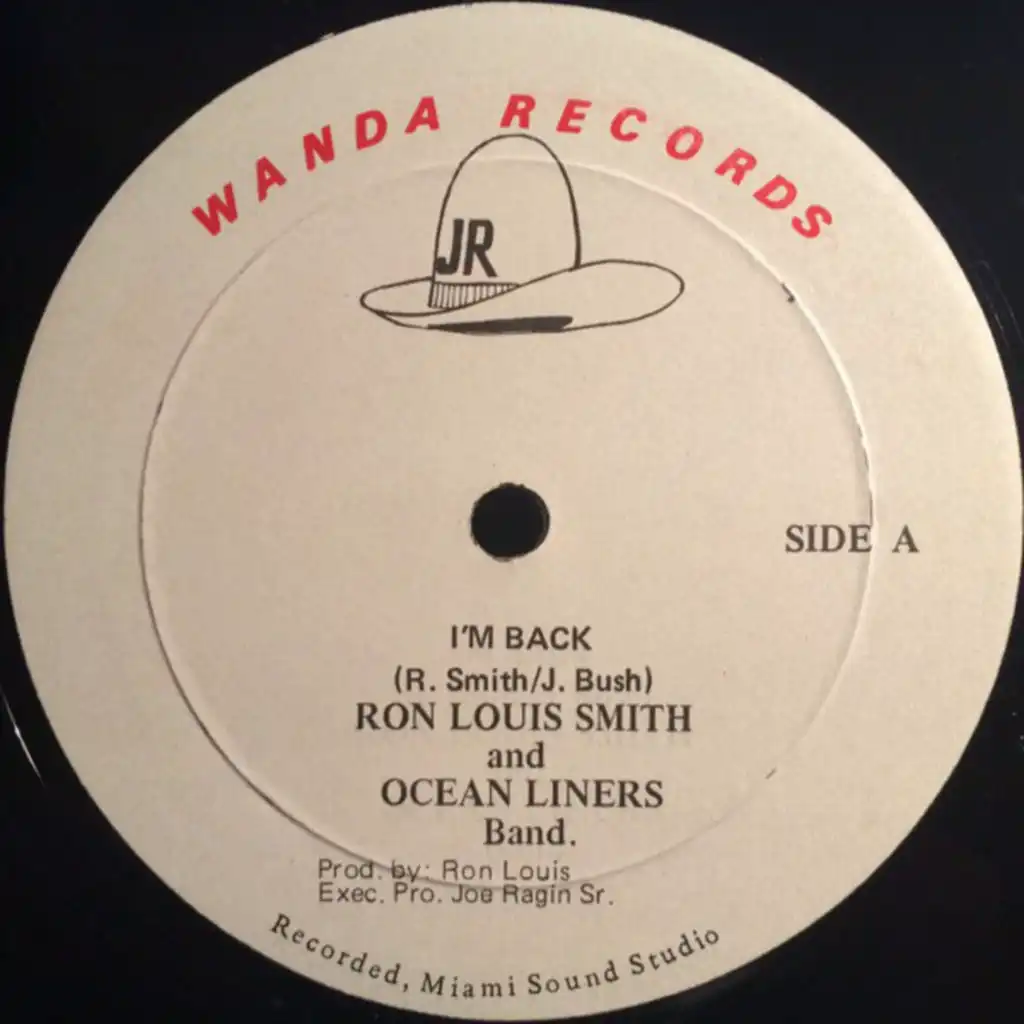 WANDA RECORDS
JR
SIDE A
I'M BACK
(R. Smith/J. Bush)
RON LOUIS SMITH
and
OCEAN LINERS
Band.
Prod. by: Ron Louis
Exec. Pro. Joe Ragin Sr.
Recorded, Miami Sound Studio